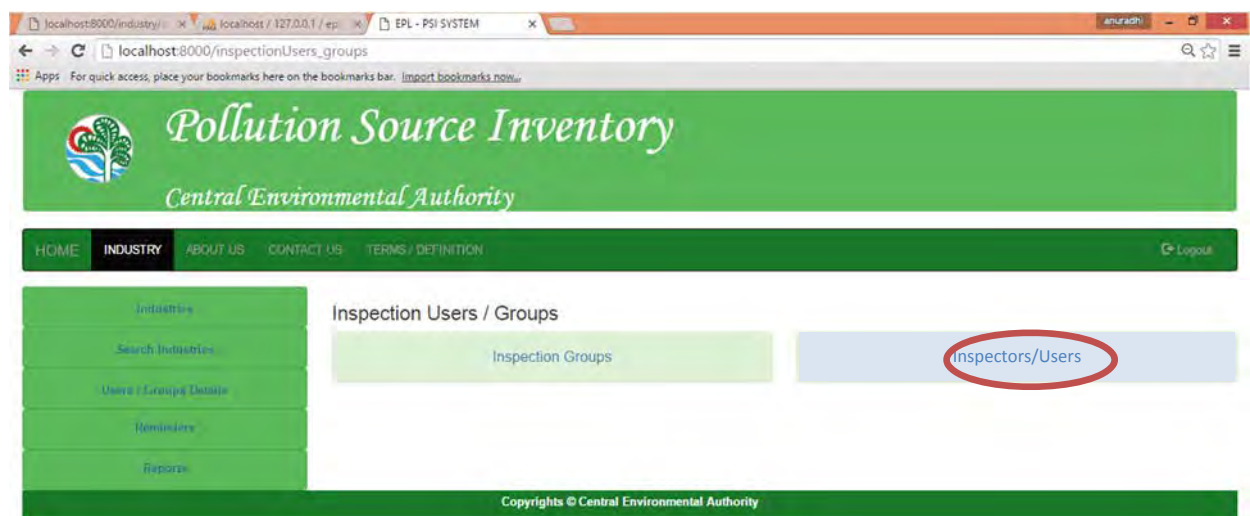 localhost:8000/industry/ localhost / 127.0.0.1 / ep EPL - PSI SYSTEM anuradhi
localhost:8000/inspectionUsers_groups
Apps For quick access, place your bookmarks here on the bookmarks bar. Import bookmarks now...
Pollution Source Inventory
Central Environmental Authority
HOME INDUSTRY ABOUT US CONTACT US TERMS / DEFINITION Logout
Industries
Search Industries
Users / Groups Details
Reminders
Reports
Inspection Users / Groups
Inspection Groups Inspectors/Users
Copyrights © Central Environmental Authority